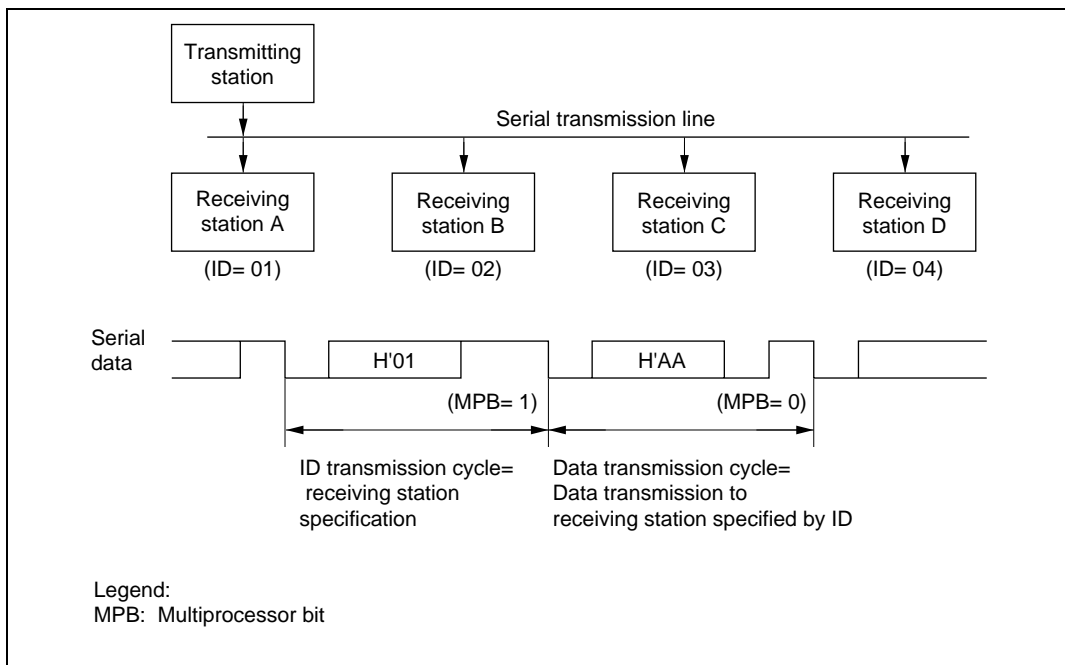 Transmitting
station
Serial transmission line
Receiving
station A
Receiving
station B
Receiving
station C
Receiving
station D
(ID= 01)
(ID= 02)
(ID= 03)
(ID= 04)
Serial
data
H'01
H'AA
(MPB= 1)
(MPB= 0)
ID transmission cycle=
receiving station
specification
Data transmission cycle=
Data transmission to
receiving station specified by ID
Legend:
MPB: Multiprocessor bit